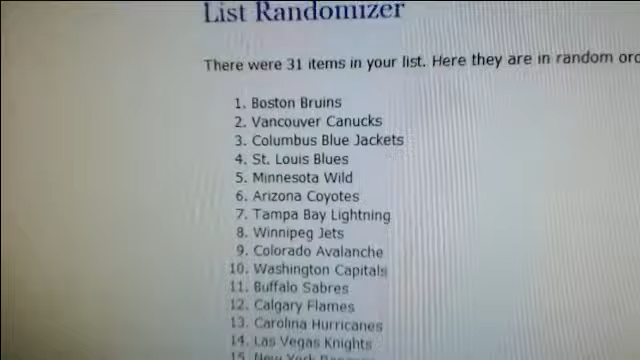 List Randomizer
There were 31 items in your list. Here they are in random
1. Boston Bruins
2. Vancouver Canucks
3. Columbus Blue Jackets
4. St. Louis Blues
5. Minnesota Wild
6. Arizona Coyotes
7. Tampa Bay Lightning
8. Winnipeg Jets
9. Colorado Avalanche
10. Washington Capitals
11. Buffalo Sabres
12. Calgary Flames
13. Carolina Hurricanes
14. Las Vegas Knights
15. New York